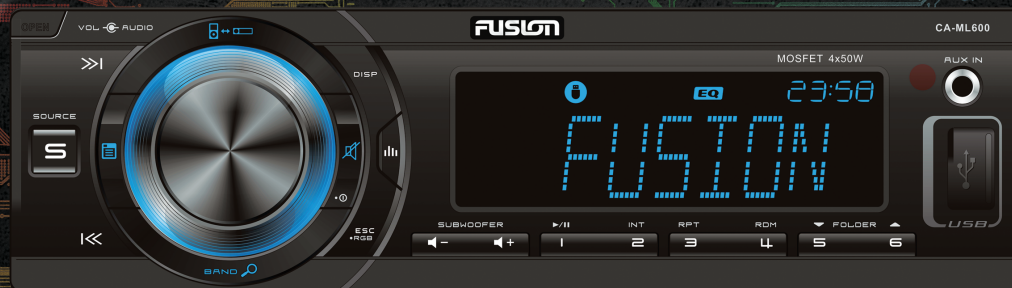 OPEN
VOL AUDIO
FUSION
CA-ML600
MOSFET 4x50W
AUX IN
DISP
SOURCE
S
EQ 23:58
FUSION
ESC
RGB
BAND
SUBWOOFER
- +
INT RPT RDM FOLDER
1 2 3 4 5 6
USB